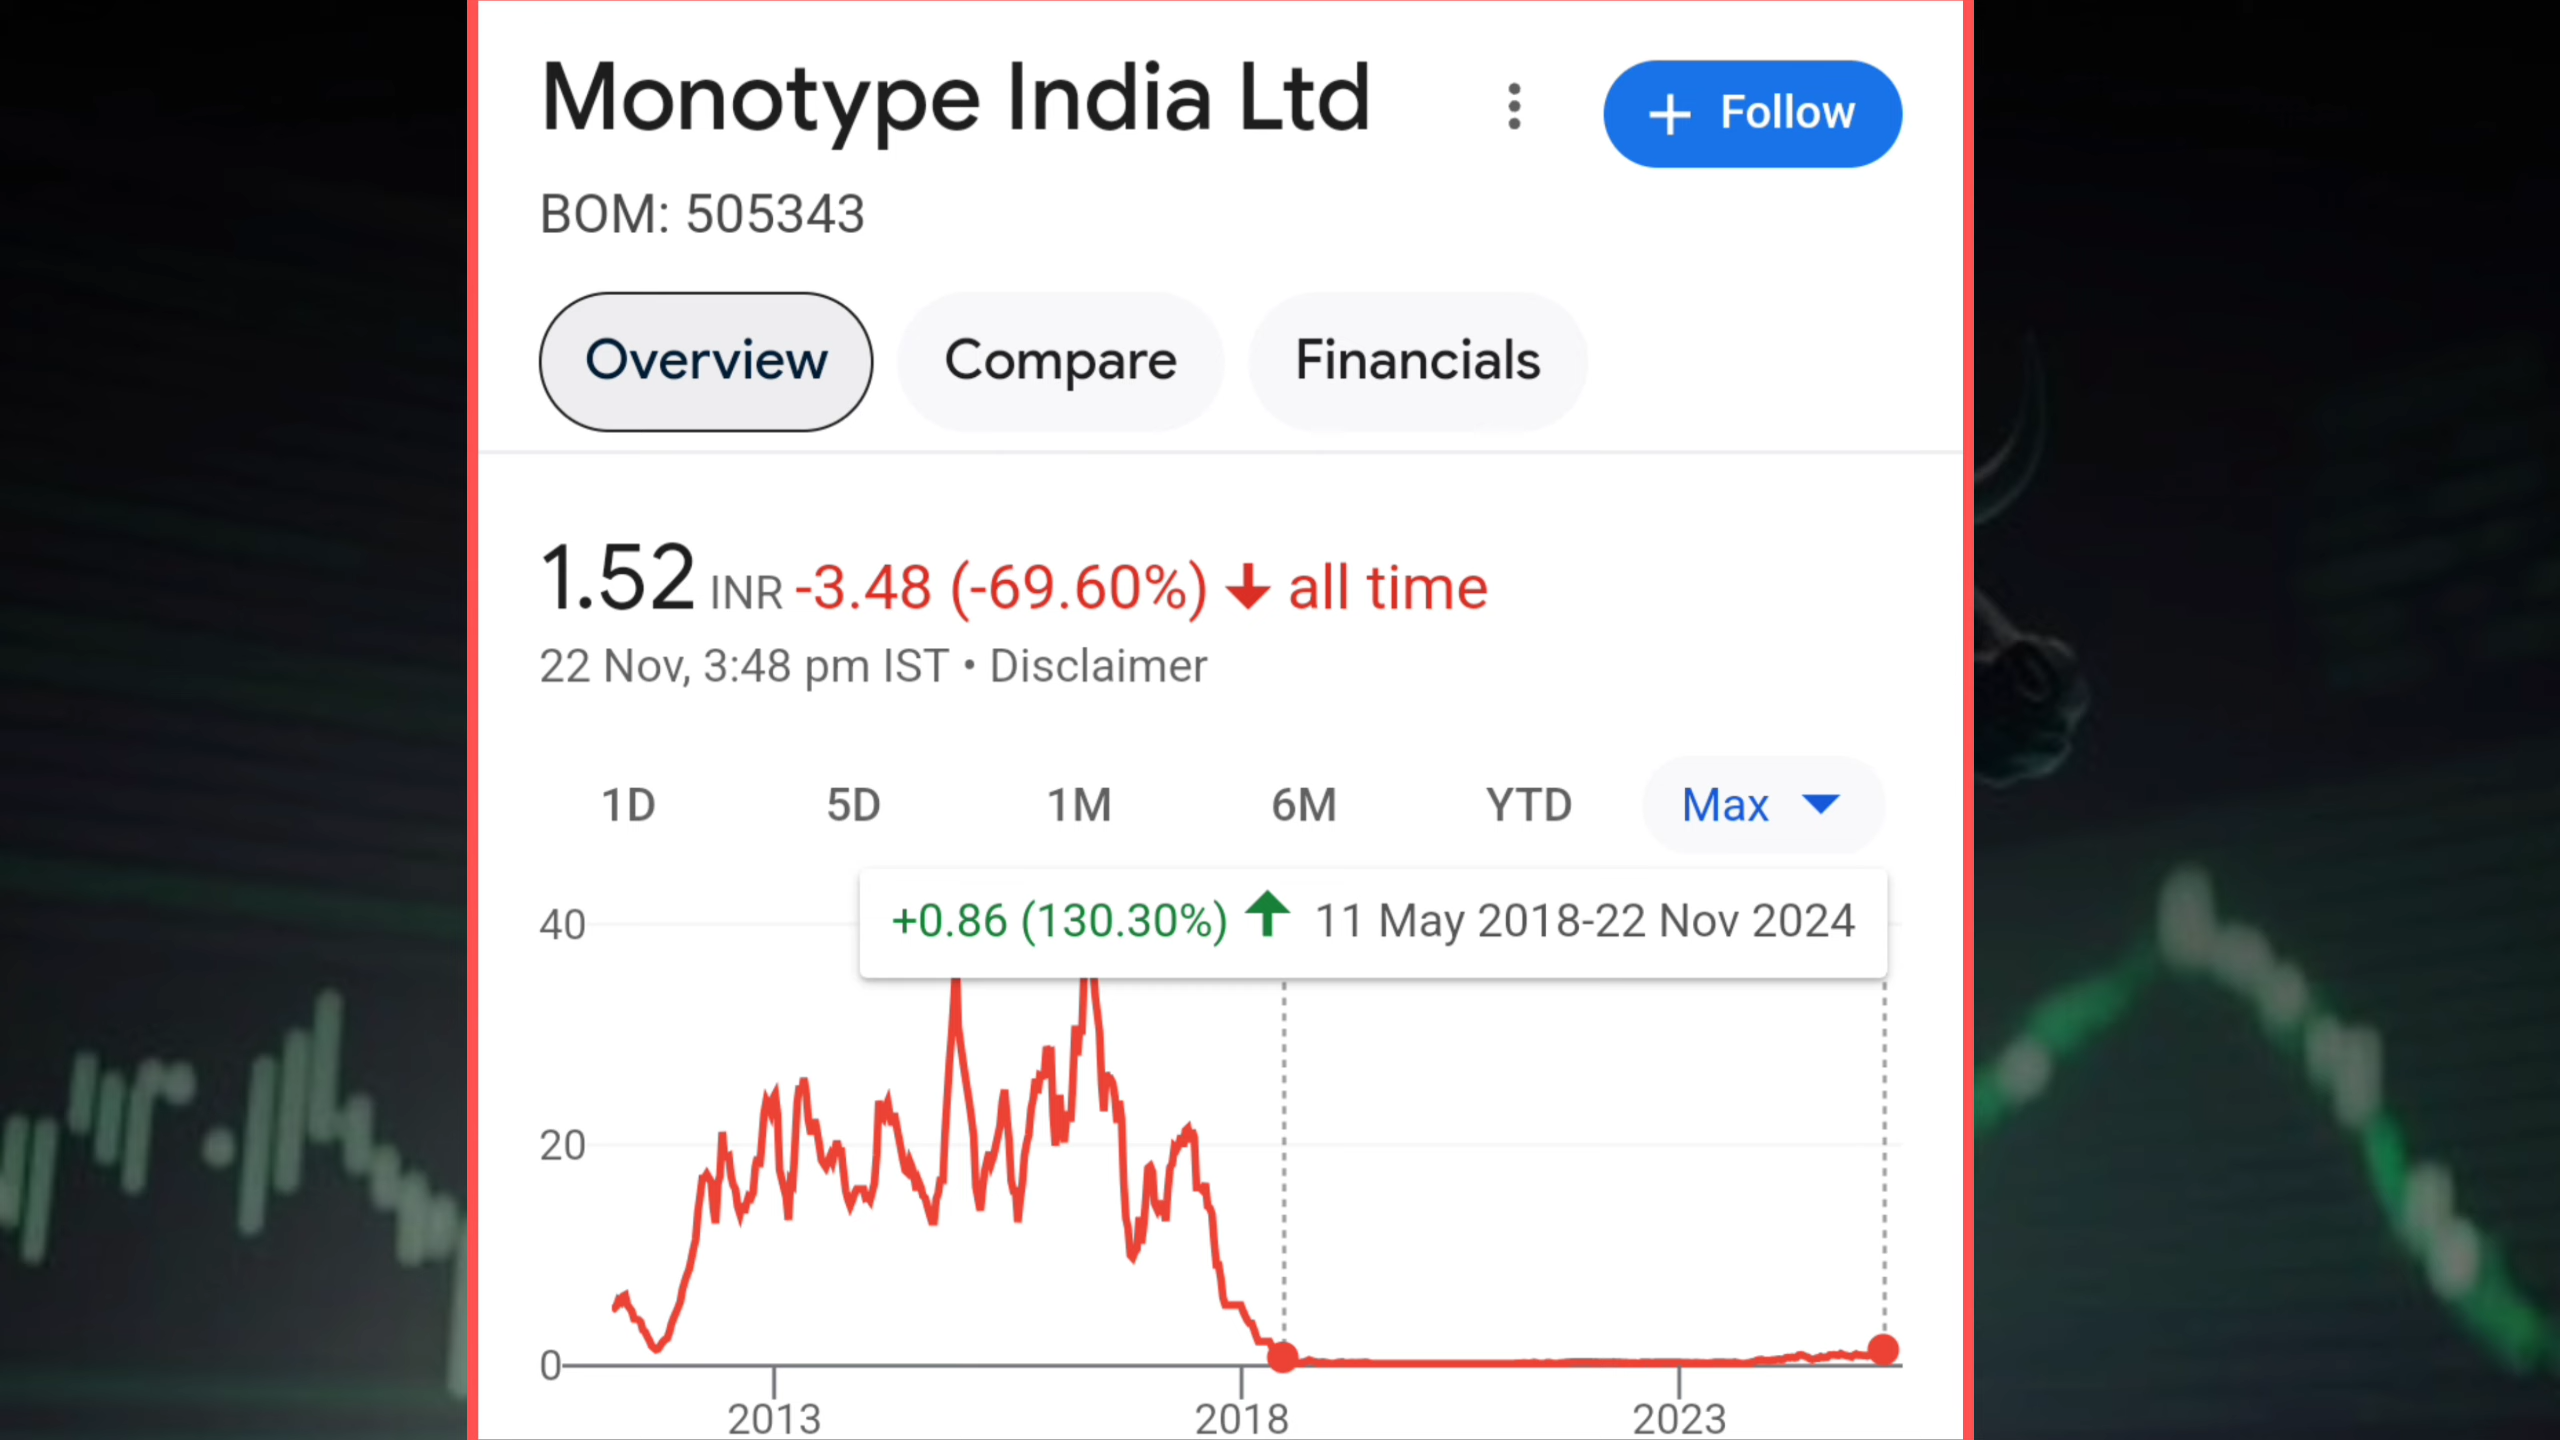 Monotype India Ltd
+ Follow
BOM: 505343
Overview Compare Financials
1.52 INR -3.48 (-69.60%) ↓ all time
22 Nov, 3:48 pm IST • Disclaimer
1D 5D 1M 6M YTD Max
+0.86 (130.30%) ↑ 11 May 2018-22 Nov 2024
40
20
0
2013 2018 2023